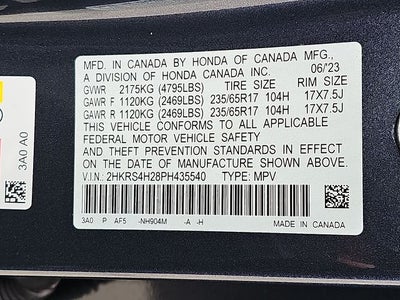 MFD. IN CANADA BY HONDA OF CANADA MFG.,
A DIVISION OF HONDA CANADA INC. 06/'23
GVWR 2175KG (4795LBS) TIRE SIZE RIM SIZE
GAWR F 1120KG (2469LBS) 235/65R17 104H 17X7.5J
GAWR R 1120KG (2469LBS) 235/65R17 104H 17X7.5J
THIS VEHICLE CONFORMS TO ALL APPLICABLE
FEDERAL MOTOR VEHICLE SAFETY
AND THEFT PREVENTION STANDARDS IN EFFECT
ON THE DATE OF MANUFACTURE SHOWN ABOVE.
V.I.N.: 2HKRS4H28PH435540 TYPE: MPV
3A0 P AF5 -NH904M -A -H
MADE IN CANADA
3A0 A0